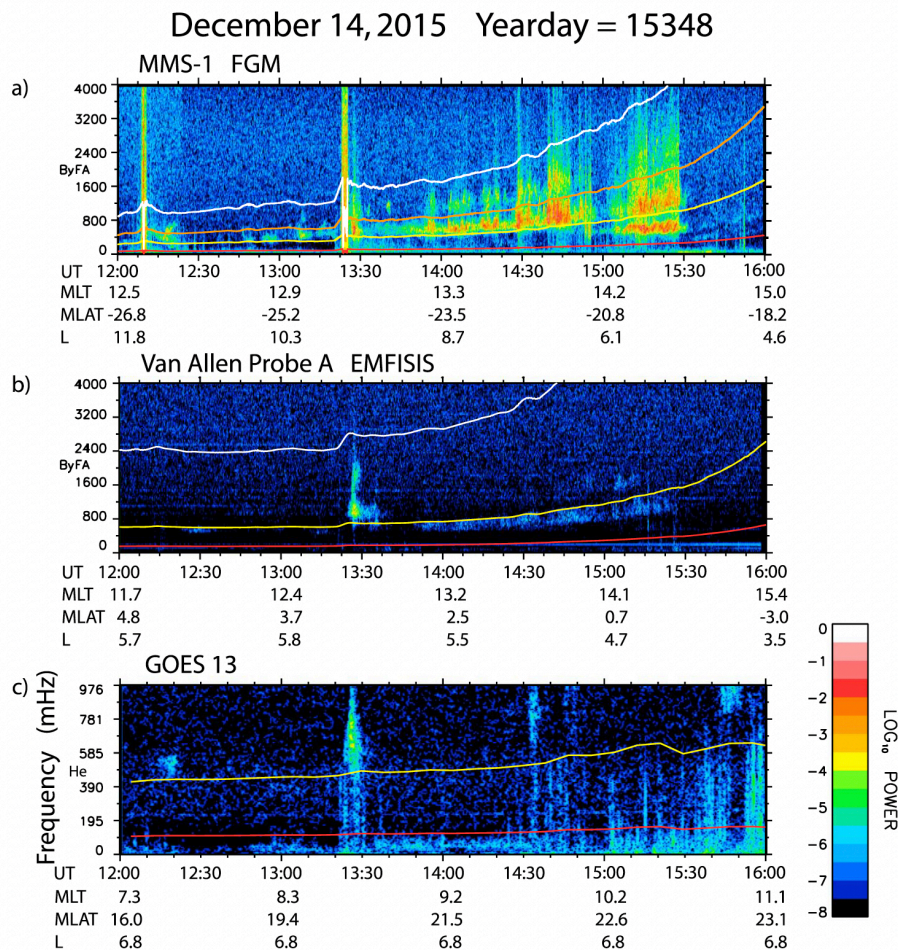 December 14, 2015 Yearday = 15348
MMS-1 FGM
a)
4000
3200
2400
ByFA
1600
800
0
UT 12:00 12:30 13:00 13:30 14:00 14:30 15:00 15:30 16:00
MLT 12.5 12.9 13.3 14.2 15.0
MLAT -26.8 -25.2 -23.5 -20.8 -18.2
L 11.8 10.3 8.7 6.1 4.6
Van Allen Probe A EMFISIS
b)
4000
3200
2400
ByFA
1600
800
0
UT 12:00 12:30 13:00 13:30 14:00 14:30 15:00 15:30 16:00
MLT 11.7 12.4 13.2 14.1 15.4
MLAT 4.8 3.7 2.5 0.7 -3.0
L 5.7 5.8 5.5 4.7 3.5
GOES 13
c)
Frequency (mHz)
976
781
585
He
390
195
0
UT 12:00 12:30 13:00 13:30 14:00 14:30 15:00 15:30 16:00
MLT 7.3 8.3 9.2 10.2 11.1
MLAT 16.0 19.4 21.5 22.6 23.1
L 6.8 6.8 6.8 6.8 6.8
0
-1
-2
-3
-4
-5
-6
-7
-8
LOG10 POWER